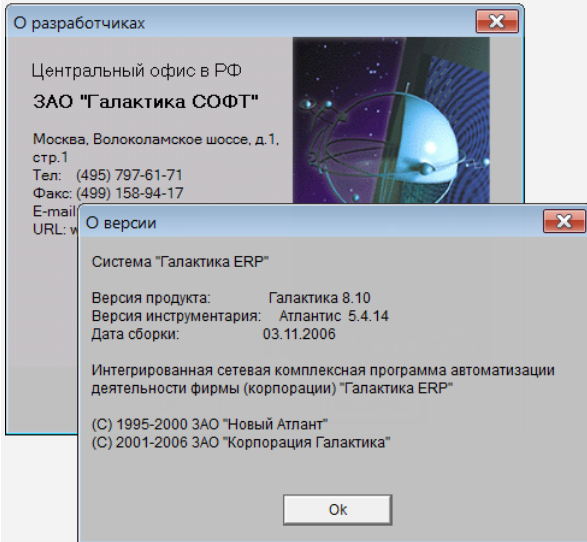 О разработчиках
Центральный офис в РФ
ЗАО "Галактика СОФТ"
Москва, Волоколамское шоссе, д.1,
стр.1
Тел: (495) 797-61-71
Факс: (499) 158-94-17
E-mail
URL: w
О версии
Система "Галактика ERP"
Версия продукта: Галактика 8.10
Версия инструментария: Атлантис 5.4.14
Дата сборки: 03.11.2006
Интегрированная сетевая комплексная программа автоматизации
деятельности фирмы (корпорации) "Галактика ERP"
(C) 1995-2000 ЗАО "Новый Атлант"
(C) 2001-2006 ЗАО "Корпорация Галактика"
Ok